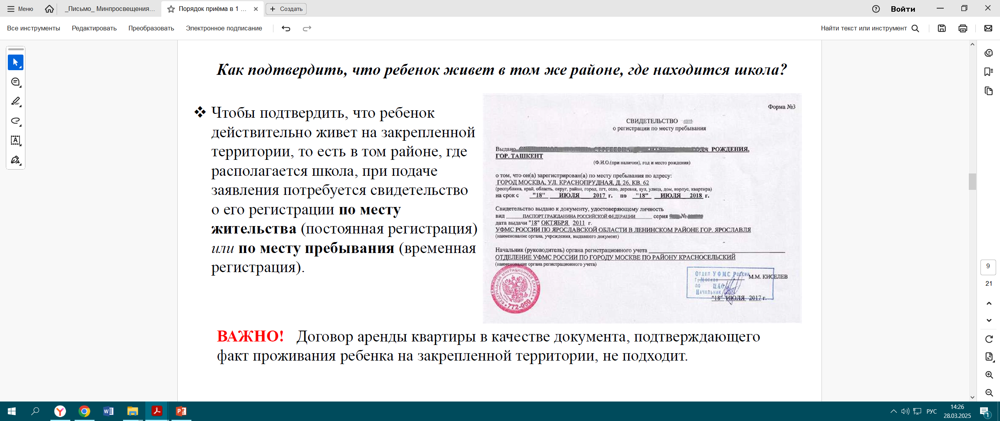 Меню
_Письмо_ Минпросвещения...
Порядок приёма в 1 ...
Создать
Войти
Все инструменты
Редактировать
Преобразовать
Электронное подписание
Найти текст или инструмент
Как подтвердить, что ребенок живет в том же районе, где находится школа?
❖ Чтобы подтвердить, что ребенок
действительно живет на закрепленной
территории, то есть в том районе, где
располагается школа, при подаче
заявления потребуется свидетельство
о его регистрации по месту
жительства (постоянная регистрация)
или по месту пребывания (временная
регистрация).
Форма №3
СВИДЕТЕЛЬСТВО
о регистрации по месту пребывания
Выдано РОЖДЕНИЯ,
ГОР. ТАШКЕНТ
(Ф.И.О.(при наличии), год и место рождения)
о том, что он(а) зарегистрирован(а) по месту пребывания по адресу:
ГОРОД МОСКВА, УЛ. КРАСНОПРУДНАЯ, Д. 26, КВ. 62
(республика, край, область, округ, район, город, пгт, село, деревня, аул, улица, дом, корпус, квартира)
на срок с "18" ИЮЛЯ 2017 г. по "18" ИЮЛЯ 2018 г.
Свидетельство выдано к документу, удостоверяющему личность
вид ПАСПОРТ ГРАЖДАНИНА РОССИЙСКОЙ ФЕДЕРАЦИИ серия №
дата выдачи "18" ОКТЯБРЯ 2011 г.
УФМС РОССИИ ПО ЯРОСЛАВСКОЙ ОБЛАСТИ В ЛЕНИНСКОМ РАЙОНЕ ГОР. ЯРОСЛАВЛЯ
(наименование органа, учреждения, выдавшего документ)
Начальник (руководитель) органа регистрационного учета
ОТДЕЛЕНИЕ УФМС РОССИИ ПО ГОРОДУ МОСКВЕ ПО РАЙОНУ КРАСНОСЕЛЬСКИЙ
(наименование органа регистрационного учета)
ФЕДЕРАЛЬНАЯ МИГРАЦИОННАЯ СЛУЖБА
772-050
Отдел УФМС России
г. Москва
по ЦАО
Начальник
М.М. КИСЕЛЕВ
"18" ИЮЛЯ 2017 г.
ВАЖНО! Договор аренды квартиры в качестве документа, подтверждающего
факт проживания ребенка на закрепленной территории, не подходит.
9
21
РУС
14:26
28.03.2025
1